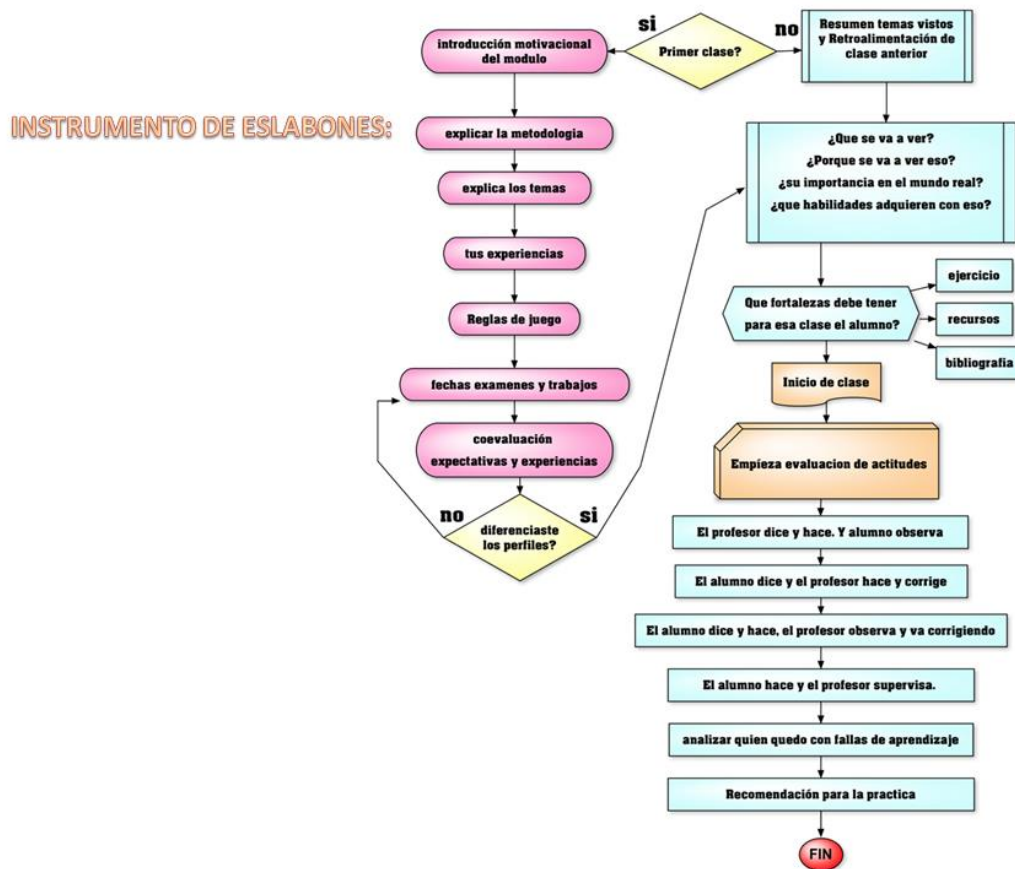 INSTRUMENTO DE ESLABONES:
si
no
Primer clase?
introducción motivacional
del modulo
explicar la metodologia
explica los temas
tus experiencias
Reglas de juego
fechas examenes y trabajos
coevaluación
expectativas y experiencias
no
si
diferenciaste
los perfiles?
Resumen temas vistos
y Retroalimentación de
clase anterior
¿Que se va a ver?
¿Porque se va a ver eso?
¿su importancia en el mundo real?
¿que habilidades adquieren con eso?
Que fortalezas debe tener
para esa clase el alumno?
ejercicio
recursos
bibliografia
Inicio de clase
Empíeza evaluacion de actitudes
El profesor dice y hace. Y alumno observa
El alumno dice y el profesor hace y corrige
El alumno dice y hace, el profesor observa y va corrigiendo
El alumno hace y el profesor supervisa.
analizar quien quedo con fallas de aprendizaje
Recomendación para la practica
FIN